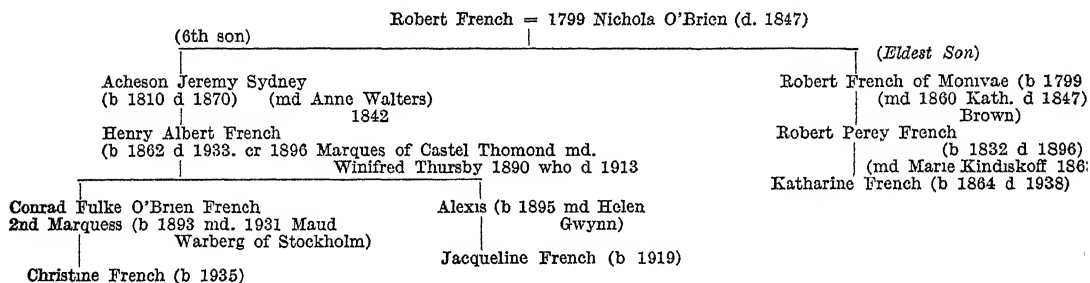 Robert French = 1799 Nichola O'Brien (d. 1847)
(6th son)
(Eldest Son)
Acheson Jeremy Sydney
(b 1810 d 1870) (md Anne Walters)
1842
Henry Albert French
(b 1862 d 1933. cr 1896 Marques of Castel Thomond md.
Winifred Thursby 1890 who d 1913
Robert French of Monivae (b 1799
(md 1860 Kath. d 1847)
Brown)
Robert Percy French
(b 1832 d 1896)
(md Marie Kindiskoff 186
Katharine French (b 1864 d 1938)
Conrad Fulke O'Brien French
2nd Marquess (b 1893 md. 1931 Maud
Warberg of Stockholm)
Christine French (b 1935)
Alexis (b 1895 md Helen
Gwynn)
Jacqueline French (b 1919)